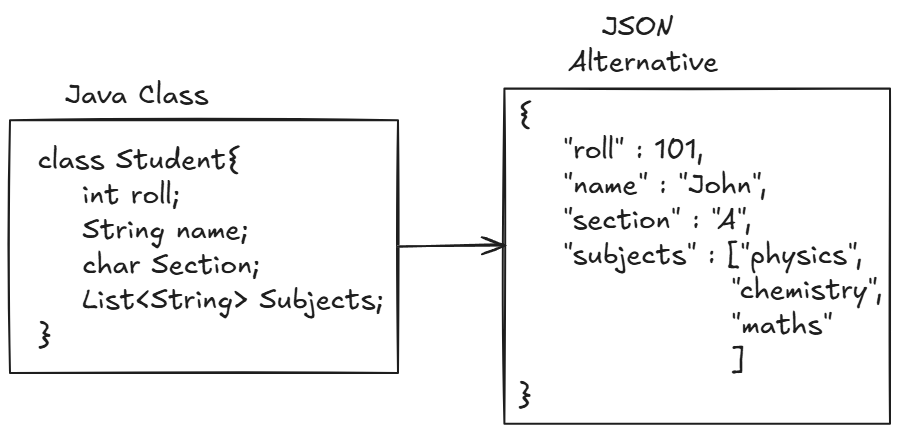 Java Class
class Student{
int roll;
String name;
char Section;
List<String> Subjects;
}
JSON
Alternative
{
"roll" : 101,
"name" : "John",
"section" : "A",
"subjects" : ["physics",
"chemistry",
"maths"
]
}